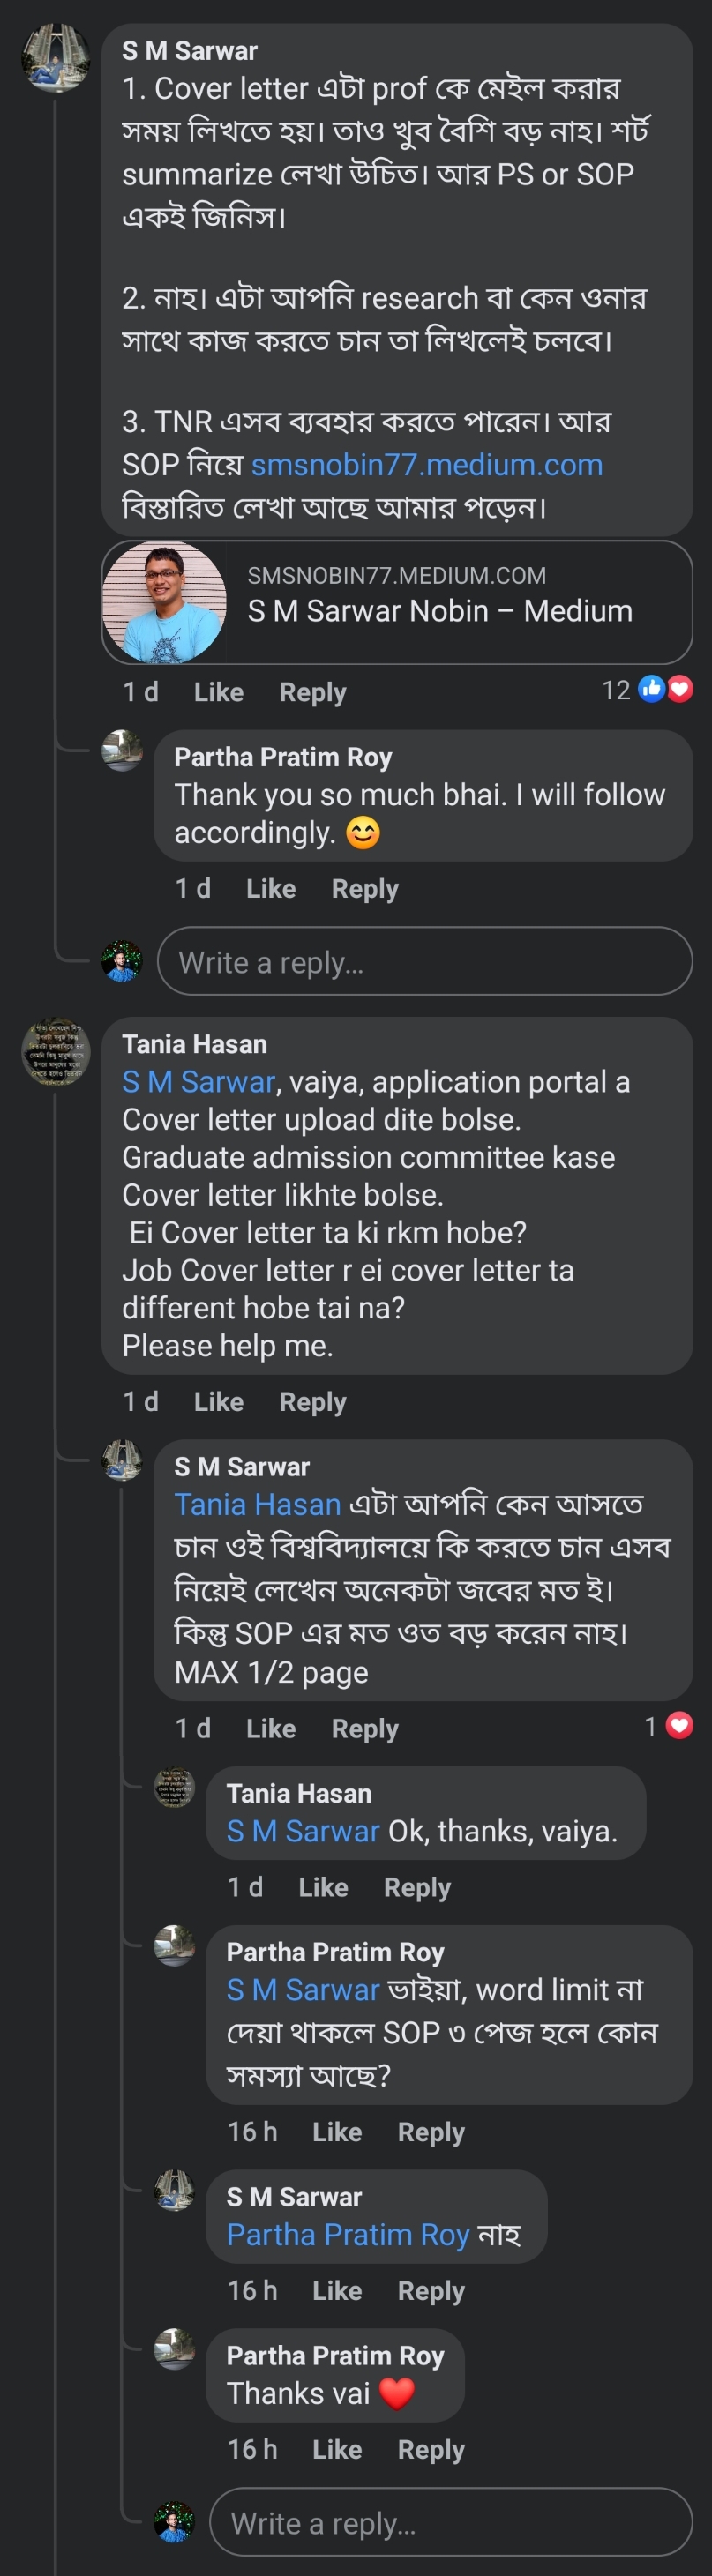 S M Sarwar
1. Cover letter এটা prof কে মেইল করার
সময় লিখতে হয়। তাও খুব বৈশি বড় নাহ। শর্ট
summarize লেখা উচিত। আর PS or SOP
একই জিনিস।
2. নাহ। এটা আপনি research বা কেন ওনার
সাথে কাজ করতে চান তা লিখলেই চলবে।
3. TNR এসব ব্যবহার করতে পারেন। আর
SOP নিয়ে smsnobin77.medium.com
বিস্তারিত লেখা আছে আমার পড়েন।
SMSNOBIN77.MEDIUM.COM
S M Sarwar Nobin – Medium
1 d Like Reply 12
Partha Pratim Roy
Thank you so much bhai. I will follow
accordingly. 😊
1 d Like Reply
Write a reply...
Tania Hasan
S M Sarwar, vaiya, application portal a
Cover letter upload dite bolse.
Graduate admission committee kase
Cover letter likhte bolse.
Ei Cover letter ta ki rkm hobe?
Job Cover letter r ei cover letter ta
different hobe tai na?
Please help me.
1 d Like Reply
S M Sarwar
Tania Hasan এটা আপনি কেন আসতে
চান ওই বিশ্ববিদ্যালয়ে কি করতে চান এসব
নিয়েই লেখেন অনেকটা জবের মত ই।
কিন্তু SOP এর মত ওত বড় করেন নাহ।
MAX 1/2 page
1 d Like Reply 1
Tania Hasan
S M Sarwar Ok, thanks, vaiya.
1 d Like Reply
Partha Pratim Roy
S M Sarwar ভাইয়া, word limit না
দেয়া থাকলে SOP ৩ পেজ হলে কোন
সমস্যা আছে?
16 h Like Reply
S M Sarwar
Partha Pratim Roy নাহ
16 h Like Reply
Partha Pratim Roy
Thanks vai ❤️
16 h Like Reply
Write a reply...